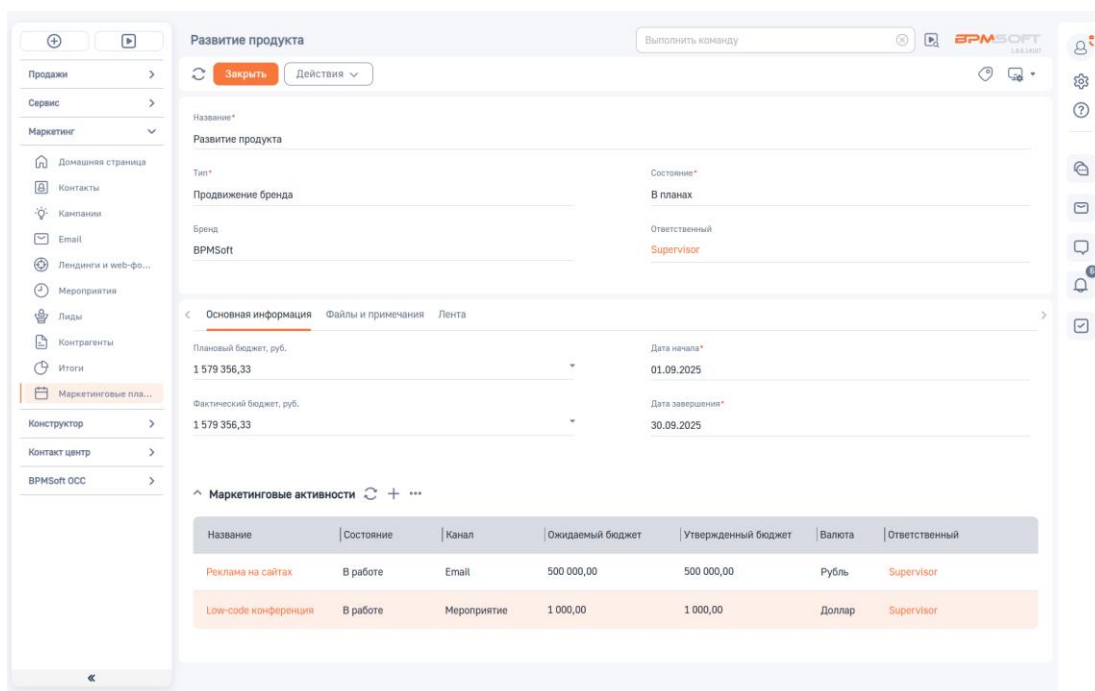 Развитие продукта
Выполнить команду
BPMSOFT
Закрыть
Действия
Продажи
Сервис
Маркетинг
Домашняя страница
Контакты
Кампании
Email
Лендинги и web-фо...
Мероприятия
Лиды
Контрагенты
Итоги
Маркетинговые пла...
Конструктор
Контакт центр
BPMSoft OCC
Название*
Развитие продукта
Тип*
Продвижение бренда
Состояние*
В планах
Бренд
BPMSoft
Ответственный
Supervisor
Основная информация Файлы и примечания Лента
Плановый бюджет, руб.
1 579 356,33
Дата начала*
01.09.2025
Фактический бюджет, руб.
1 579 356,33
Дата завершения*
30.09.2025
Маркетинговые активности
Название Состояние Канал Ожидаемый бюджет Утвержденный бюджет Валюта Ответственный
Реклама на сайтах В работе Email 500 000,00 500 000,00 Рубль Supervisor
Low-code конференция В работе Мероприятие 1 000,00 1 000,00 Доллар Supervisor